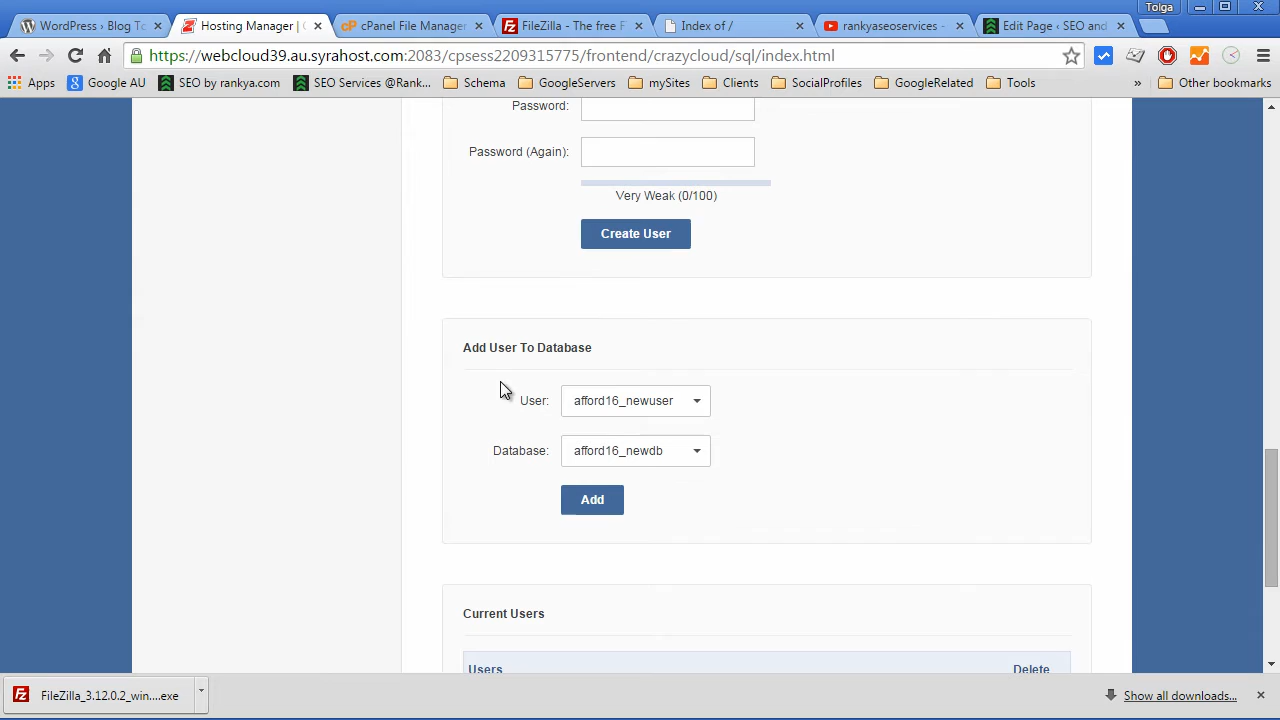 Tolga
WordPress › Blog To
Hosting Manager | C
cPanel File Manager
FileZilla - The free F
Index of /
rankyaseoservices -
Edit Page ‹ SEO and
https://webcloud39.au.syrahost.com:2083/cpsess2209315775/frontend/crazycloud/sql/index.html
Apps
Google AU
SEO by rankya.com
SEO Services @Rank...
Schema
GoogleServers
mySites
Clients
SocialProfiles
GoogleRelated
Tools
»
Other bookmarks
Password:
Password (Again):
Very Weak (0/100)
Create User
Add User To Database
User:
afford16_newuser
Database:
afford16_newdb
Add
Current Users
Users
Delete
FileZilla_3.12.0.2_win....exe
Show all downloads...